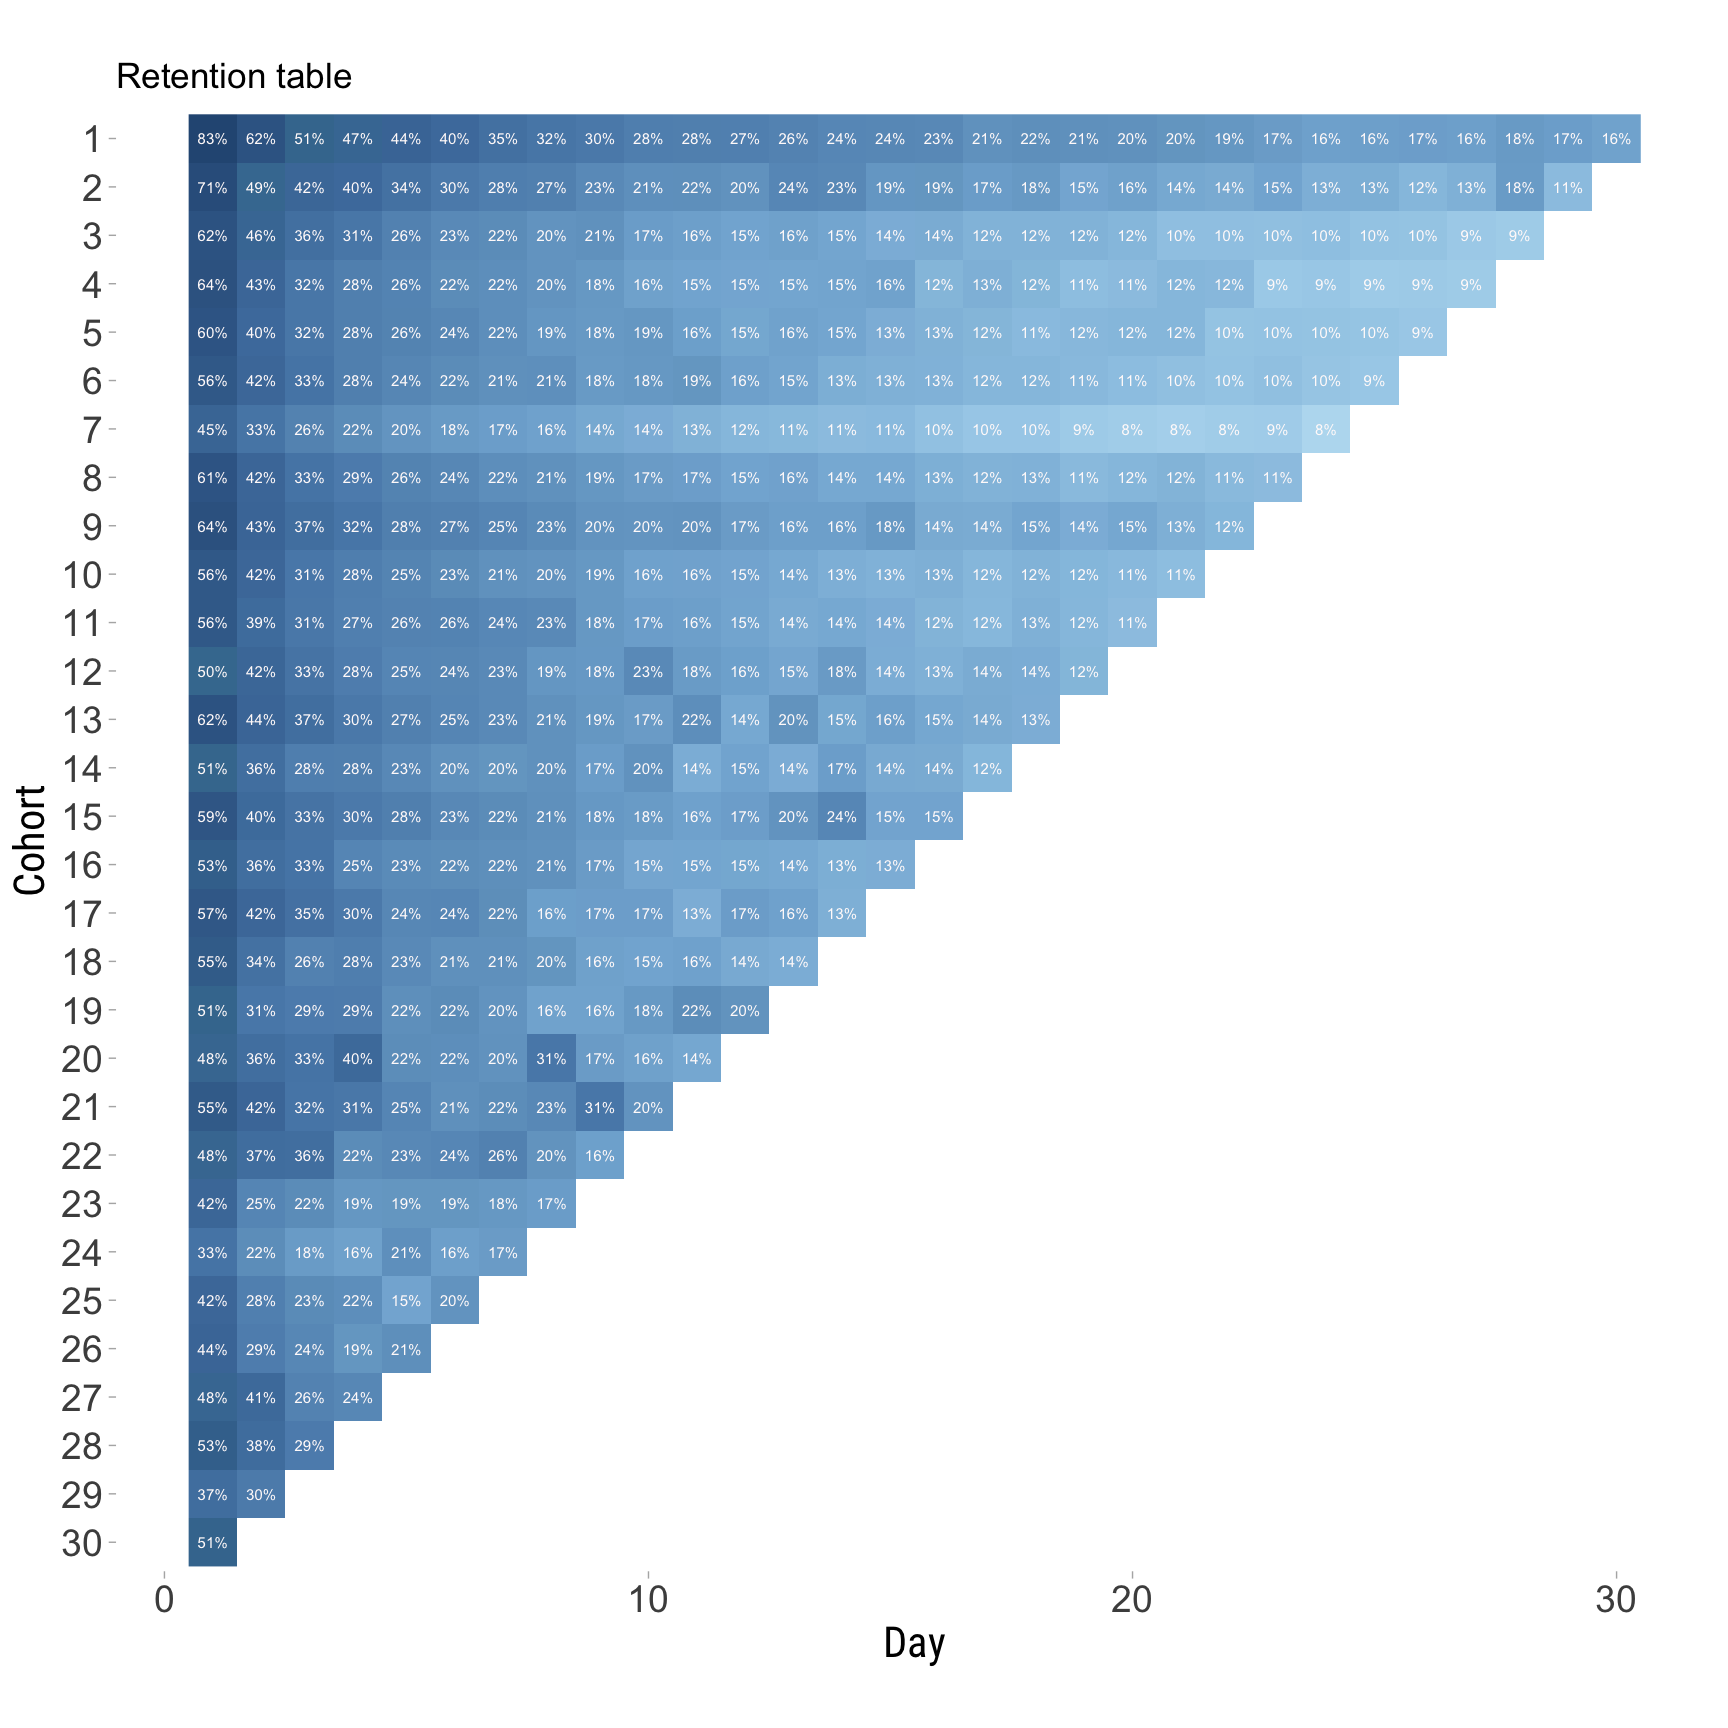 Retention table
1 83% 62% 51% 47% 44% 40% 35% 32% 30% 28% 28% 27% 26% 24% 24% 23% 21% 22% 21% 20% 20% 19% 17% 16% 16% 17% 16% 18% 17% 16%
2 71% 49% 42% 40% 34% 30% 28% 27% 23% 21% 22% 20% 24% 23% 19% 19% 17% 18% 15% 16% 14% 14% 15% 13% 13% 12% 13% 18% 11%
3 62% 46% 36% 31% 26% 23% 22% 20% 21% 17% 16% 15% 16% 15% 14% 14% 12% 12% 12% 12% 10% 10% 10% 10% 10% 10% 9% 9%
4 64% 43% 32% 28% 26% 22% 22% 20% 18% 16% 15% 15% 15% 15% 16% 12% 13% 12% 11% 11% 12% 12% 9% 9% 9% 9% 9%
5 60% 40% 32% 28% 26% 24% 22% 19% 18% 19% 16% 15% 16% 15% 13% 13% 12% 11% 12% 12% 12% 10% 10% 10% 10% 9%
6 56% 42% 33% 28% 24% 22% 21% 21% 18% 18% 19% 16% 15% 13% 13% 13% 12% 12% 11% 11% 10% 10% 10% 10% 9%
7 45% 33% 26% 22% 20% 18% 17% 16% 14% 14% 13% 12% 11% 11% 11% 10% 10% 10% 9% 8% 8% 8% 9% 8%
8 61% 42% 33% 29% 26% 24% 22% 21% 19% 17% 17% 15% 16% 14% 14% 13% 12% 13% 11% 12% 12% 11% 11%
9 64% 43% 37% 32% 28% 27% 25% 23% 20% 20% 20% 17% 16% 16% 18% 14% 14% 15% 14% 15% 13% 12%
10 56% 42% 31% 28% 25% 23% 21% 20% 19% 16% 16% 15% 14% 13% 13% 13% 12% 12% 12% 11% 11%
11 56% 39% 31% 27% 26% 26% 24% 23% 18% 17% 16% 15% 14% 14% 14% 12% 12% 13% 12% 11%
12 50% 42% 33% 28% 25% 24% 23% 19% 18% 23% 18% 16% 15% 18% 14% 13% 14% 14% 12%
13 62% 44% 37% 30% 27% 25% 23% 21% 19% 17% 22% 14% 20% 15% 16% 15% 14% 13%
14 51% 36% 28% 28% 23% 20% 20% 20% 17% 20% 14% 15% 14% 17% 14% 14% 12%
15 59% 40% 33% 30% 28% 23% 22% 21% 18% 18% 16% 17% 20% 24% 15% 15%
16 53% 36% 33% 25% 23% 22% 22% 21% 17% 15% 15% 15% 14% 13% 13%
17 57% 42% 35% 30% 24% 24% 22% 16% 17% 17% 13% 17% 16% 13%
18 55% 34% 26% 28% 23% 21% 21% 20% 16% 15% 16% 14% 14%
19 51% 31% 29% 29% 22% 22% 20% 16% 16% 18% 22% 20%
20 48% 36% 33% 40% 22% 22% 20% 31% 17% 16% 14%
21 55% 42% 32% 31% 25% 21% 22% 23% 31% 20%
22 48% 37% 36% 22% 23% 24% 26% 20% 16%
23 42% 25% 22% 19% 19% 19% 18% 17%
24 33% 22% 18% 16% 21% 16% 17%
25 42% 28% 23% 22% 15% 20%
26 44% 29% 24% 19% 21%
27 48% 41% 26% 24%
28 53% 38% 29%
29 37% 30%
30 51%
0 10 20 30
Day
Cohort